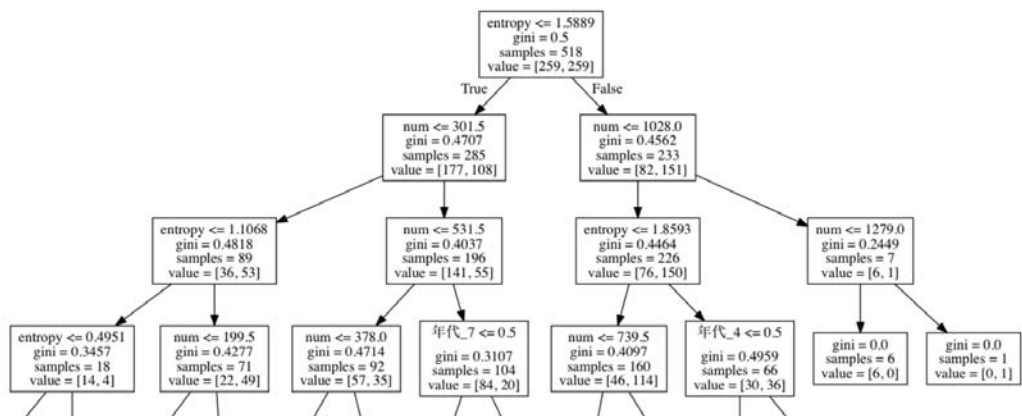 entropy <= 1.5889
gini = 0.5
samples = 518
value = [259, 259]
True
False
num <= 301.5
gini = 0.4707
samples = 285
value = [177, 108]
num <= 1028.0
gini = 0.4562
samples = 233
value = [82, 151]
entropy <= 1.1068
gini = 0.4818
samples = 89
value = [36, 53]
num <= 531.5
gini = 0.4037
samples = 196
value = [141, 55]
entropy <= 1.8593
gini = 0.4464
samples = 226
value = [76, 150]
num <= 1279.0
gini = 0.2449
samples = 7
value = [6, 1]
entropy <= 0.4951
gini = 0.3457
samples = 18
value = [14, 4]
num <= 199.5
gini = 0.4277
samples = 71
value = [22, 49]
num <= 378.0
gini = 0.4714
samples = 92
value = [57, 35]
年代_7 <= 0.5
gini = 0.3107
samples = 104
value = [84, 20]
num <= 739.5
gini = 0.4097
samples = 160
value = [46, 114]
年代_4 <= 0.5
gini = 0.4959
samples = 66
value = [30, 36]
gini = 0.0
samples = 6
value = [6, 0]
gini = 0.0
samples = 1
value = [0, 1]